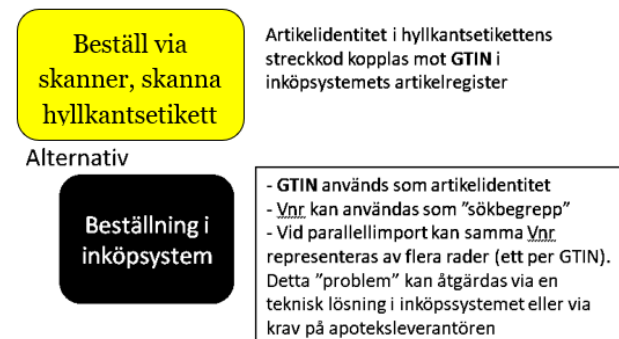 Beställ via
skanner, skanna
hyllkantsetikett
Artikelidentitet i hyllkantsetikettens
streckkod kopplas mot GTIN i
inköpsystemets artikelregister
Alternativ
Beställning i
inköpsystem
- GTIN används som artikelidentitet
- Vnr kan användas som ”sökbegrepp”
- Vid parallellimport kan samma Vnr
representeras av flera rader (ett per GTIN).
Detta ”problem” kan åtgärdas via en
teknisk lösning i inköpssystemet eller via
krav på apoteksleverantören